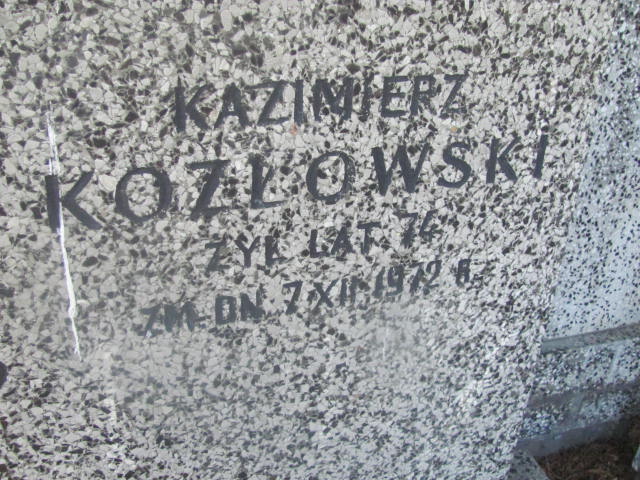 KAZIMIERZ
KOZŁOWSKI
ŻYŁ LAT 74
ZM. DN. 7.XII.1972 R.